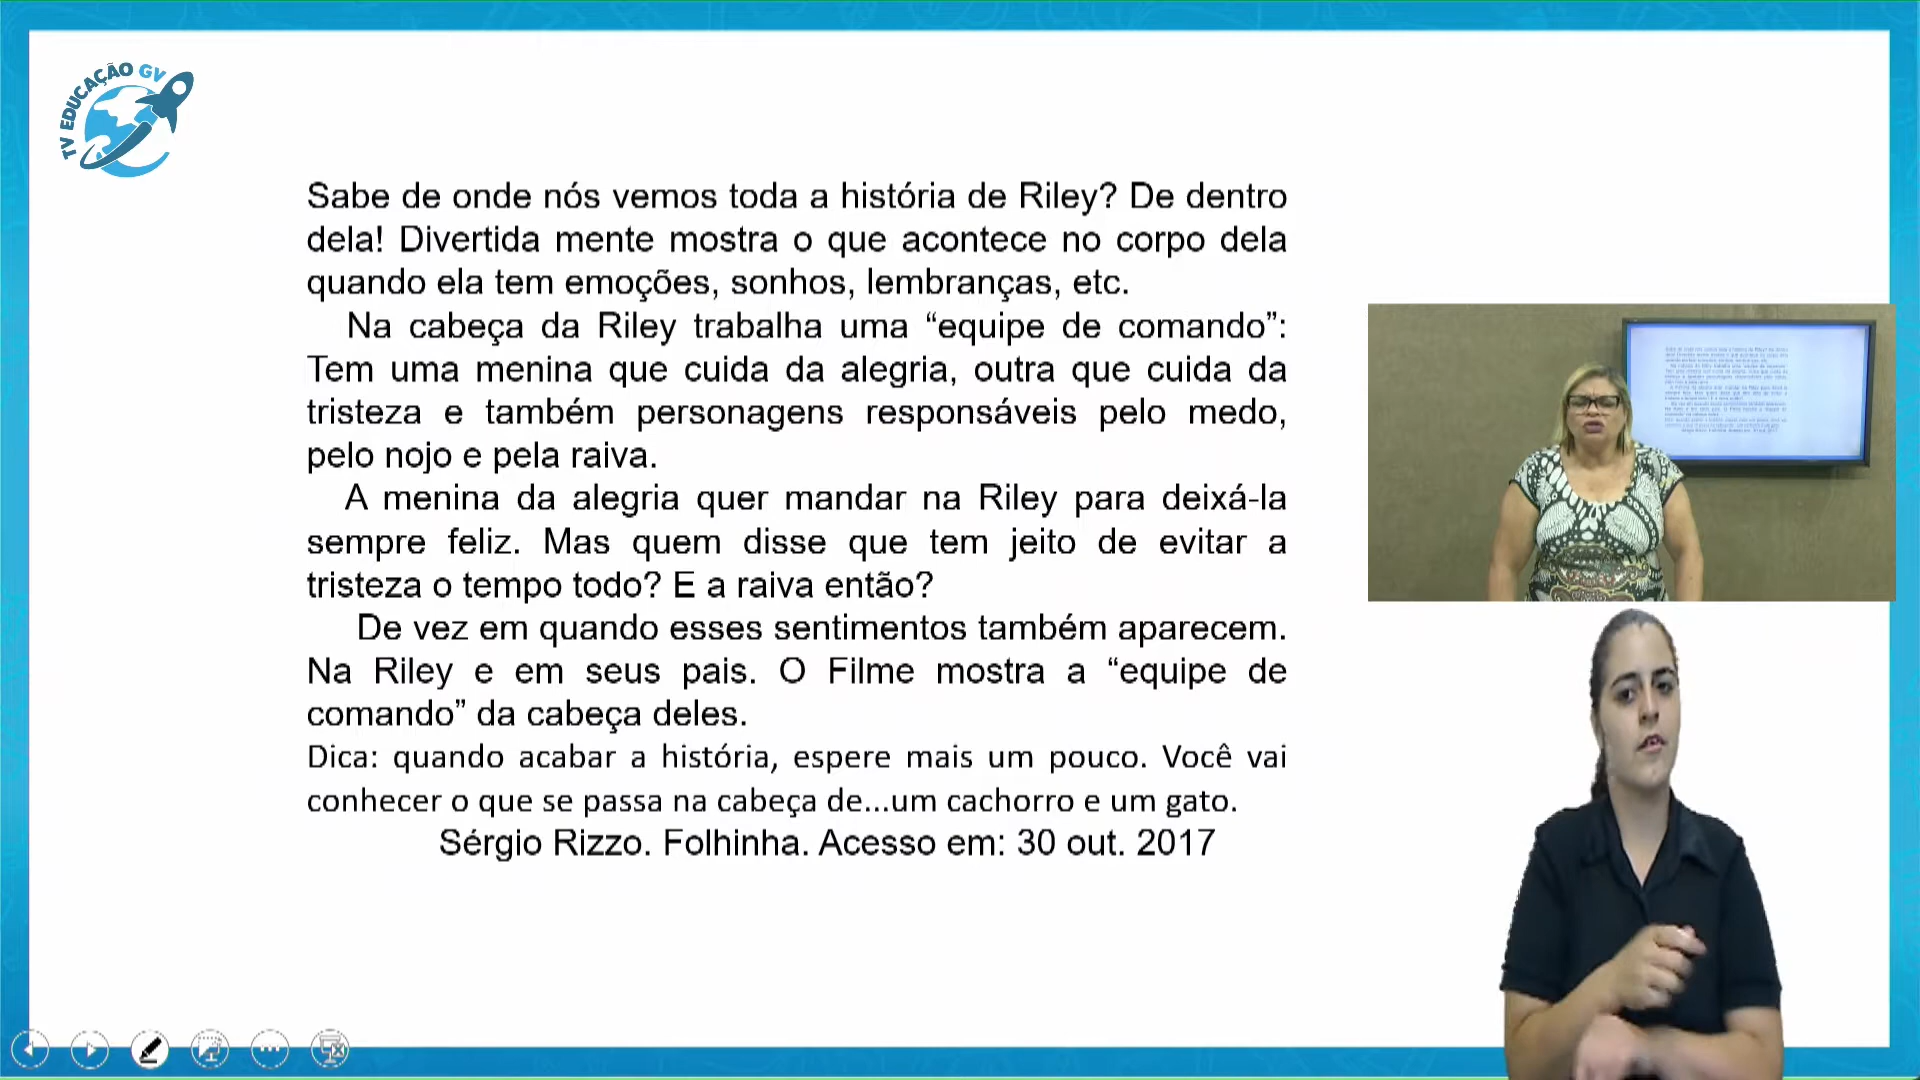 TV EDUCAÇÃO GV
Sabe de onde nós vemos toda a história de Riley? De dentro
dela! Divertida mente mostra o que acontece no corpo dela
quando ela tem emoções, sonhos, lembranças, etc.
Na cabeça da Riley trabalha uma “equipe de comando”:
Tem uma menina que cuida da alegria, outra que cuida da
tristeza e também personagens responsáveis pelo medo,
pelo nojo e pela raiva.
A menina da alegria quer mandar na Riley para deixá-la
sempre feliz. Mas quem disse que tem jeito de evitar a
tristeza o tempo todo? E a raiva então?
De vez em quando esses sentimentos também aparecem.
Na Riley e em seus pais. O Filme mostra a “equipe de
comando” da cabeça deles.
Dica: quando acabar a história, espere mais um pouco. Você vai
conhecer o que se passa na cabeça de...um cachorro e um gato.
Sérgio Rizzo. Folhinha. Acesso em: 30 out. 2017